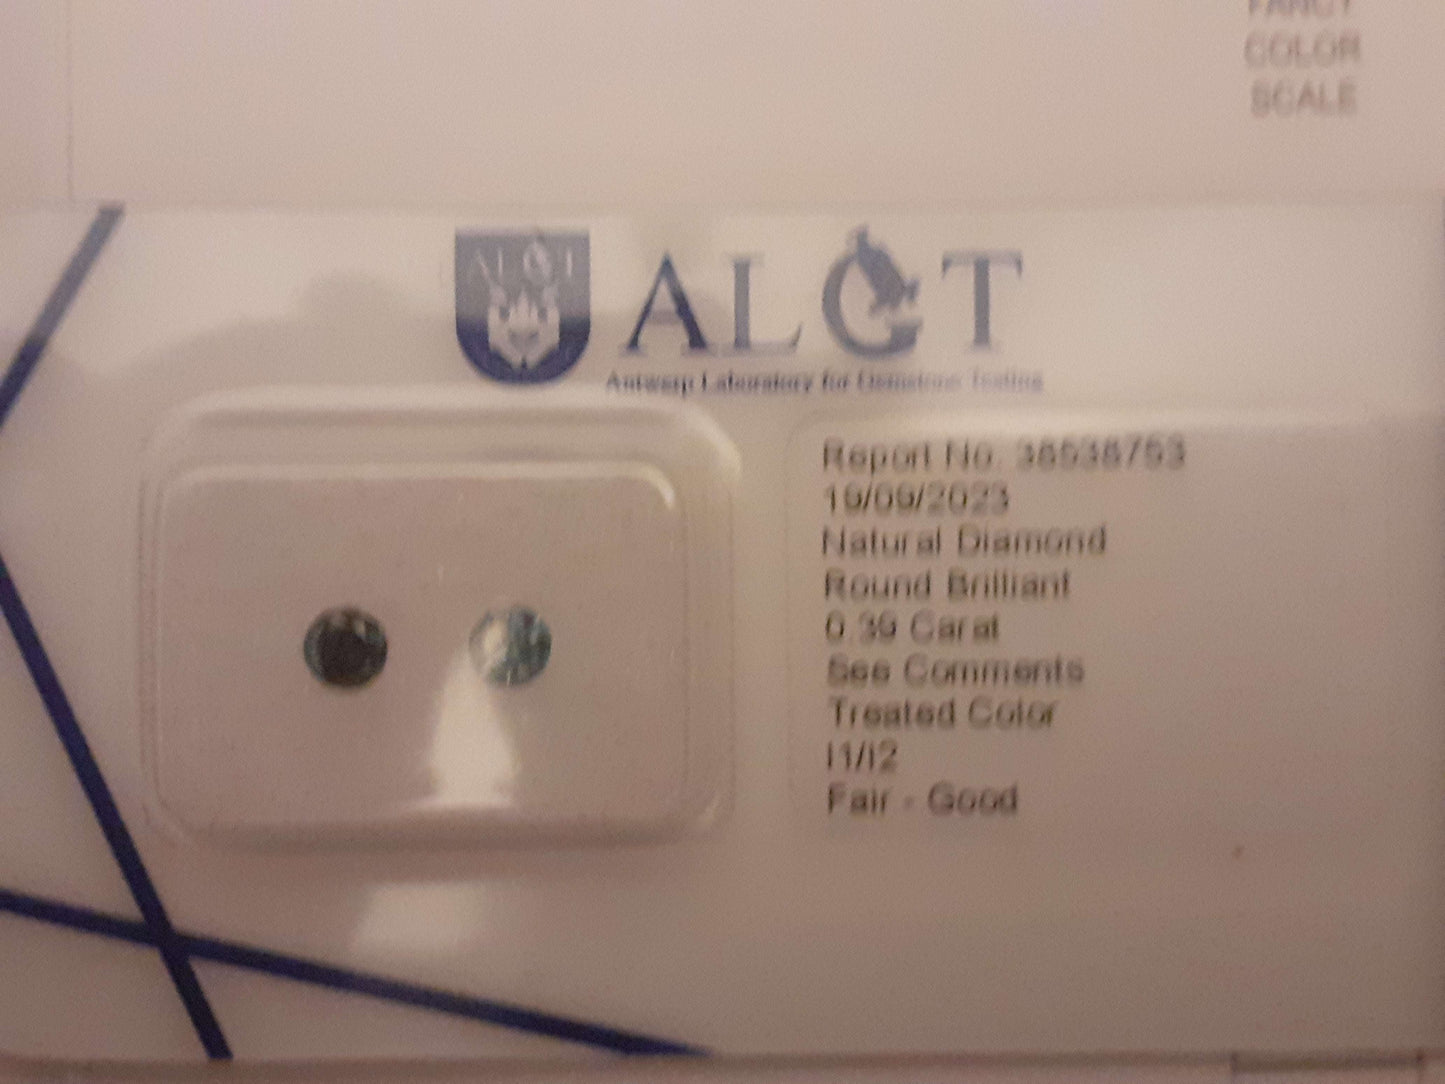 FANCY
COLOR
SCALE
ALGT
ALGT
Antwerp Laboratory for Gemstone Testing
Report No. 38538753
19/09/2023
Natural Diamond
Round Brilliant
0.39 Carat
See Comments
Treated Color
I1/I2
Fair - Good